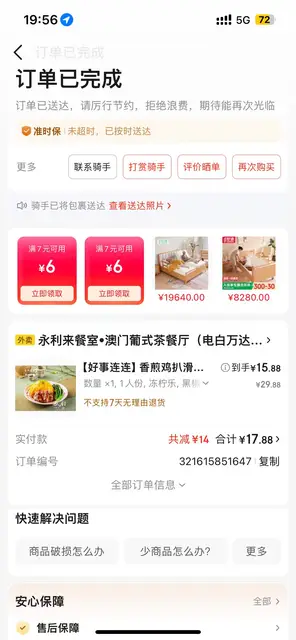 19:56
5G
72
订单已完成
订单已完成
订单已送达，请厉行节约，拒绝浪费，期待能再次光临
准时保 | 未超时，已按时送达
更多
联系骑手
打赏骑手
评价晒单
再次购买
骑手已将包裹送达 查看送达照片 >
满7元可用
¥6
立即领取
满7元可用
¥6
立即领取
¥19640.00
300-30
¥8280.00
外卖 永利来餐室•澳门葡式茶餐厅（电白万达... >
【好事连连】香煎鸡扒滑... 到手¥15.88
数量 ×1, 1人份, 冻柠乐, 黑椒 ¥29.88
不支持7天无理由退货
实付款 共减¥14 合计 ¥17.88 >
订单编号 321615851647 | 复制
全部订单信息
快速解决问题
商品破损怎么办
少商品怎么办?
更多
安心保障 全部 >
售后保障 >